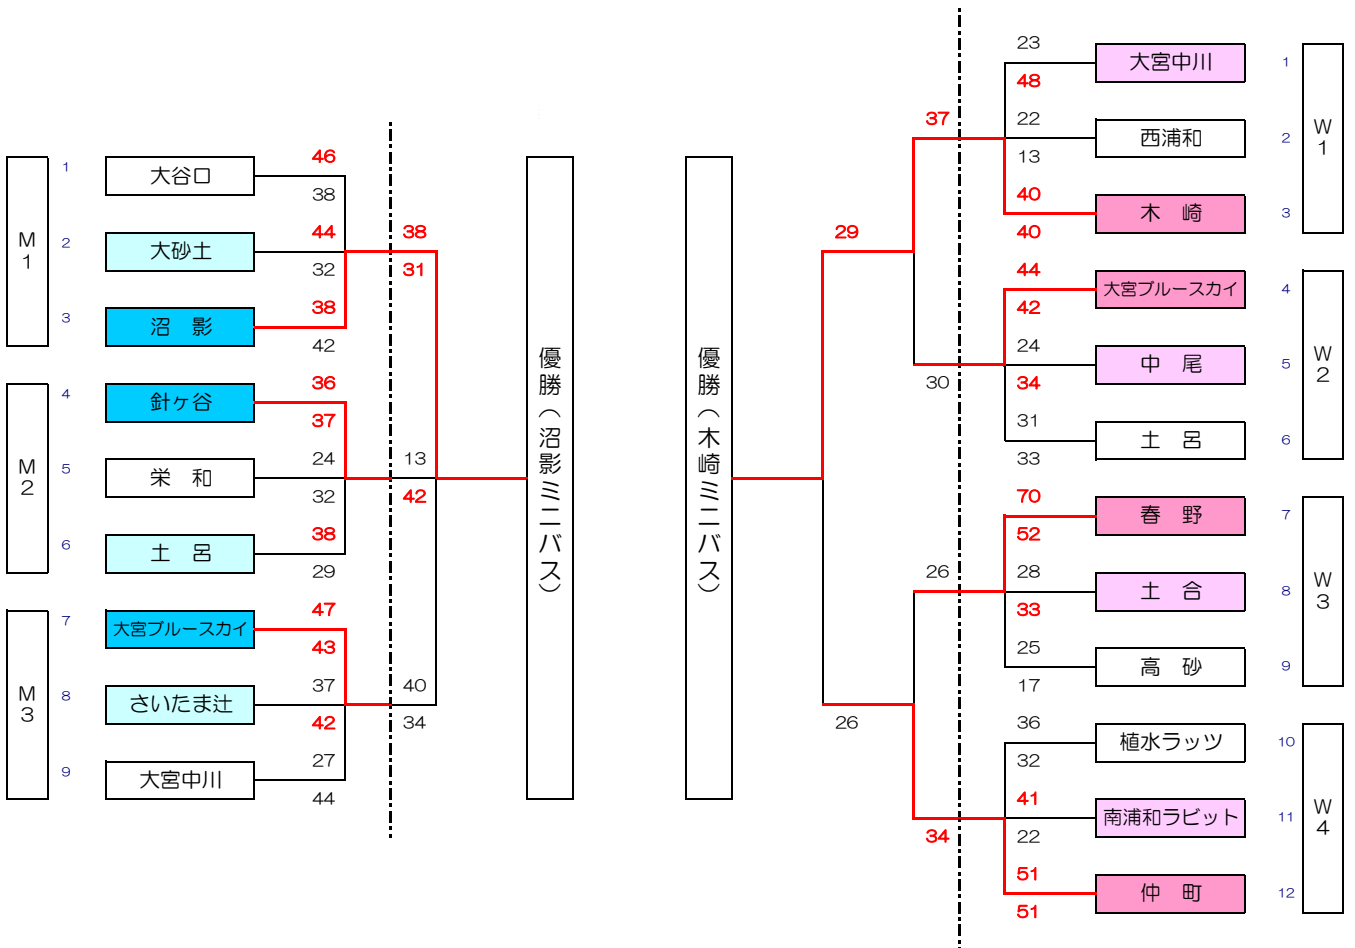 M1
1
大谷口
46
38
2
大砂土
44
32
3
沼 影
38
42
38
31
M2
4
針ヶ谷
36
37
5
栄 和
24
32
6
土 呂
38
29
13
42
M3
7
大宮ブルースカイ
47
43
8
さいたま辻
37
42
9
大宮中川
27
44
40
34
優勝(沼影ミニバス)
優勝(木崎ミニバス)
29
26
37
30
26
34
23
大宮中川
1
48
22
西浦和
2
13
40
木 崎
3
40
W1
44
大宮ブルースカイ
4
42
24
中 尾
5
34
31
土 呂
6
33
W2
70
春 野
7
52
28
土 合
8
33
25
高 砂
9
17
W3
36
植水ラッツ
10
32
41
南浦和ラビット
11
22
51
仲 町
12
51
W4